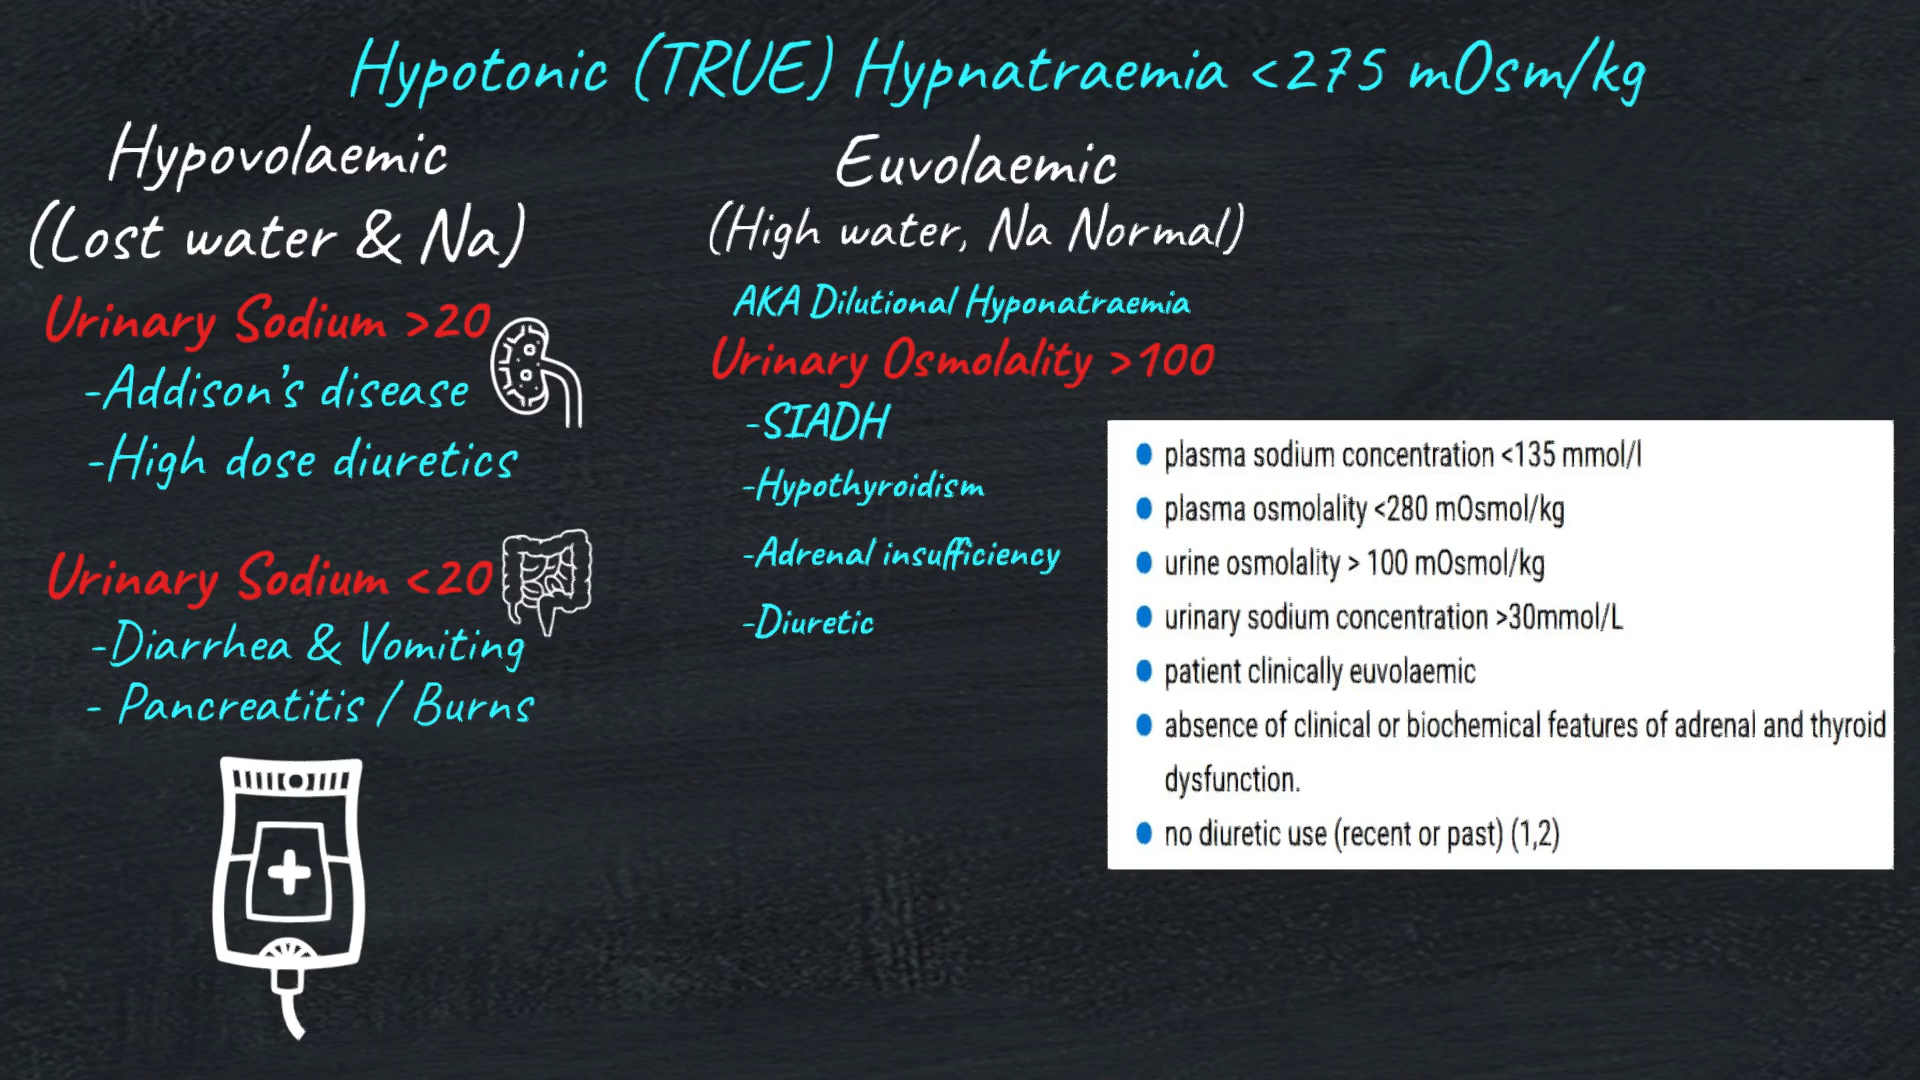 Hypotonic (TRUE) Hypnatraemia <275 mOsm/kg
Hypovolaemic
(Lost water & Na)
Urinary Sodium >20
-Addison's disease
-High dose diuretics
Urinary Sodium <20
-Diarrhea & Vomiting
- Pancreatitis / Burns
Euvolaemic
(High water, Na Normal)
AKA Dilutional Hyponatraemia
Urinary Osmolality >100
-SIADH
-Hypothyroidism
-Adrenal insufficiency
-Diuretic
plasma sodium concentration <135 mmol/l
plasma osmolality <280 mOsmol/kg
urine osmolality > 100 mOsmol/kg
urinary sodium concentration >30mmol/L
patient clinically euvolaemic
absence of clinical or biochemical features of adrenal and thyroid
dysfunction.
no diuretic use (recent or past) (1,2)